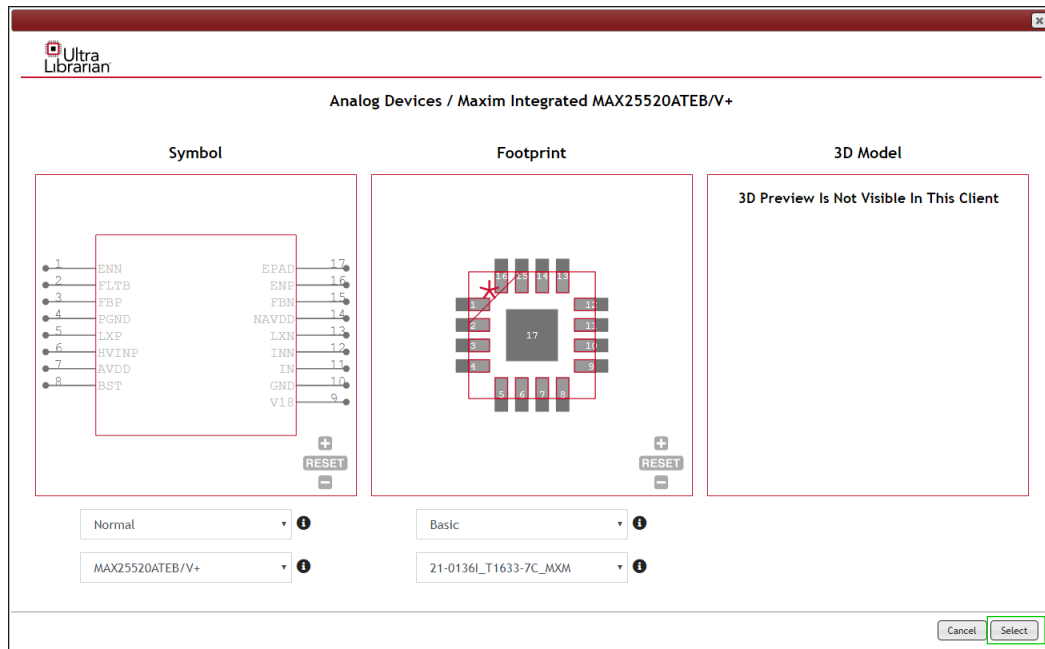 ×
Ultra
Librarian
Analog Devices / Maxim Integrated MAX25520ATEB/V+
Symbol
Footprint
3D Model
3D Preview Is Not Visible In This Client
1 ENN EPAD 17
2 FLTB ENP 16
3 FBP FBN 15
4 PGND NAVDD 14
5 LXP LXN 13
6 HVINP INN 12
7 AVDD IN 11
8 BST GND 10
V18 9
16 15 14 13
1 12
2 11
17
3 10
4 9
5 6 7 8
+
RESET
−
+
RESET
−
Normal
Basic
MAX25520ATEB/V+
21-0136I_T1633-7C_MXM
Cancel
Select